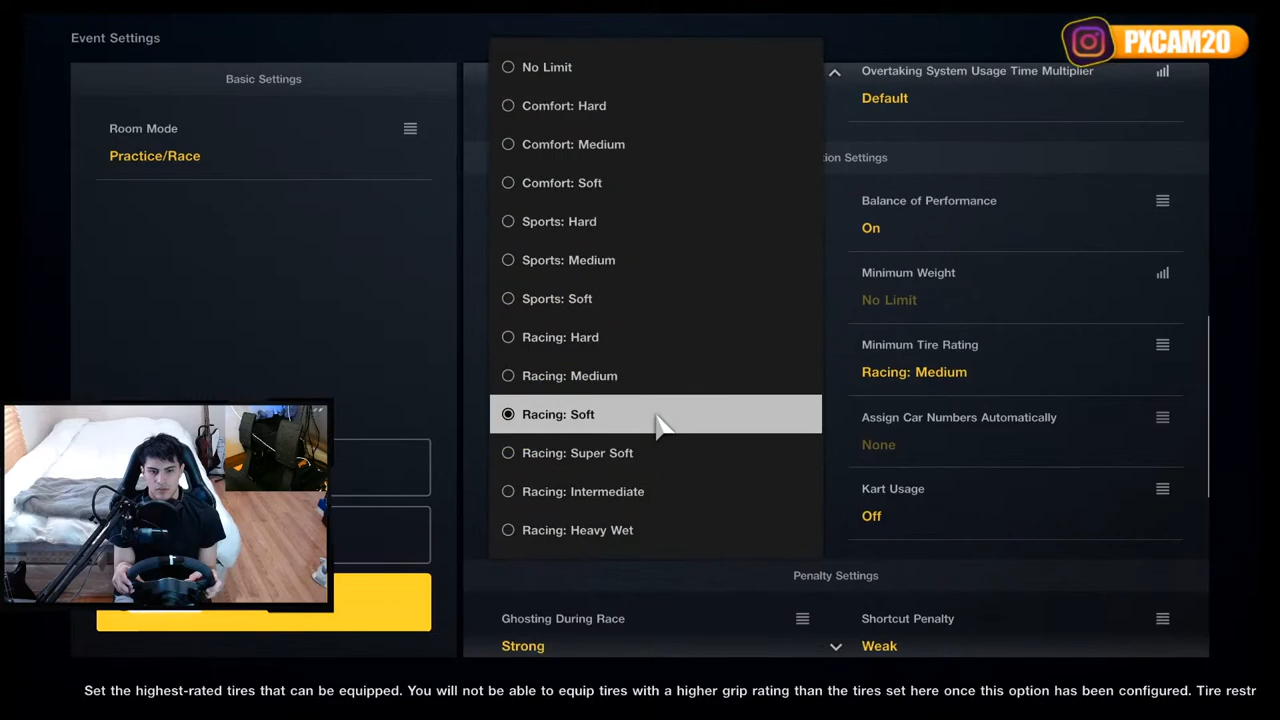 Event Settings
PXCAM20
Basic Settings
Room Mode
Practice/Race
No Limit
Comfort: Hard
Comfort: Medium
Comfort: Soft
Sports: Hard
Sports: Medium
Sports: Soft
Racing: Hard
Racing: Medium
Racing: Soft
Racing: Super Soft
Racing: Intermediate
Racing: Heavy Wet
Overtaking System Usage Time Multiplier
Default
ion Settings
Balance of Performance
On
Minimum Weight
No Limit
Minimum Tire Rating
Racing: Medium
Assign Car Numbers Automatically
None
Kart Usage
Off
Penalty Settings
Ghosting During Race
Strong
Shortcut Penalty
Weak
Set the highest-rated tires that can be equipped. You will not be able to equip tires with a higher grip rating than the tires set here once this option has been configured. Tire restr